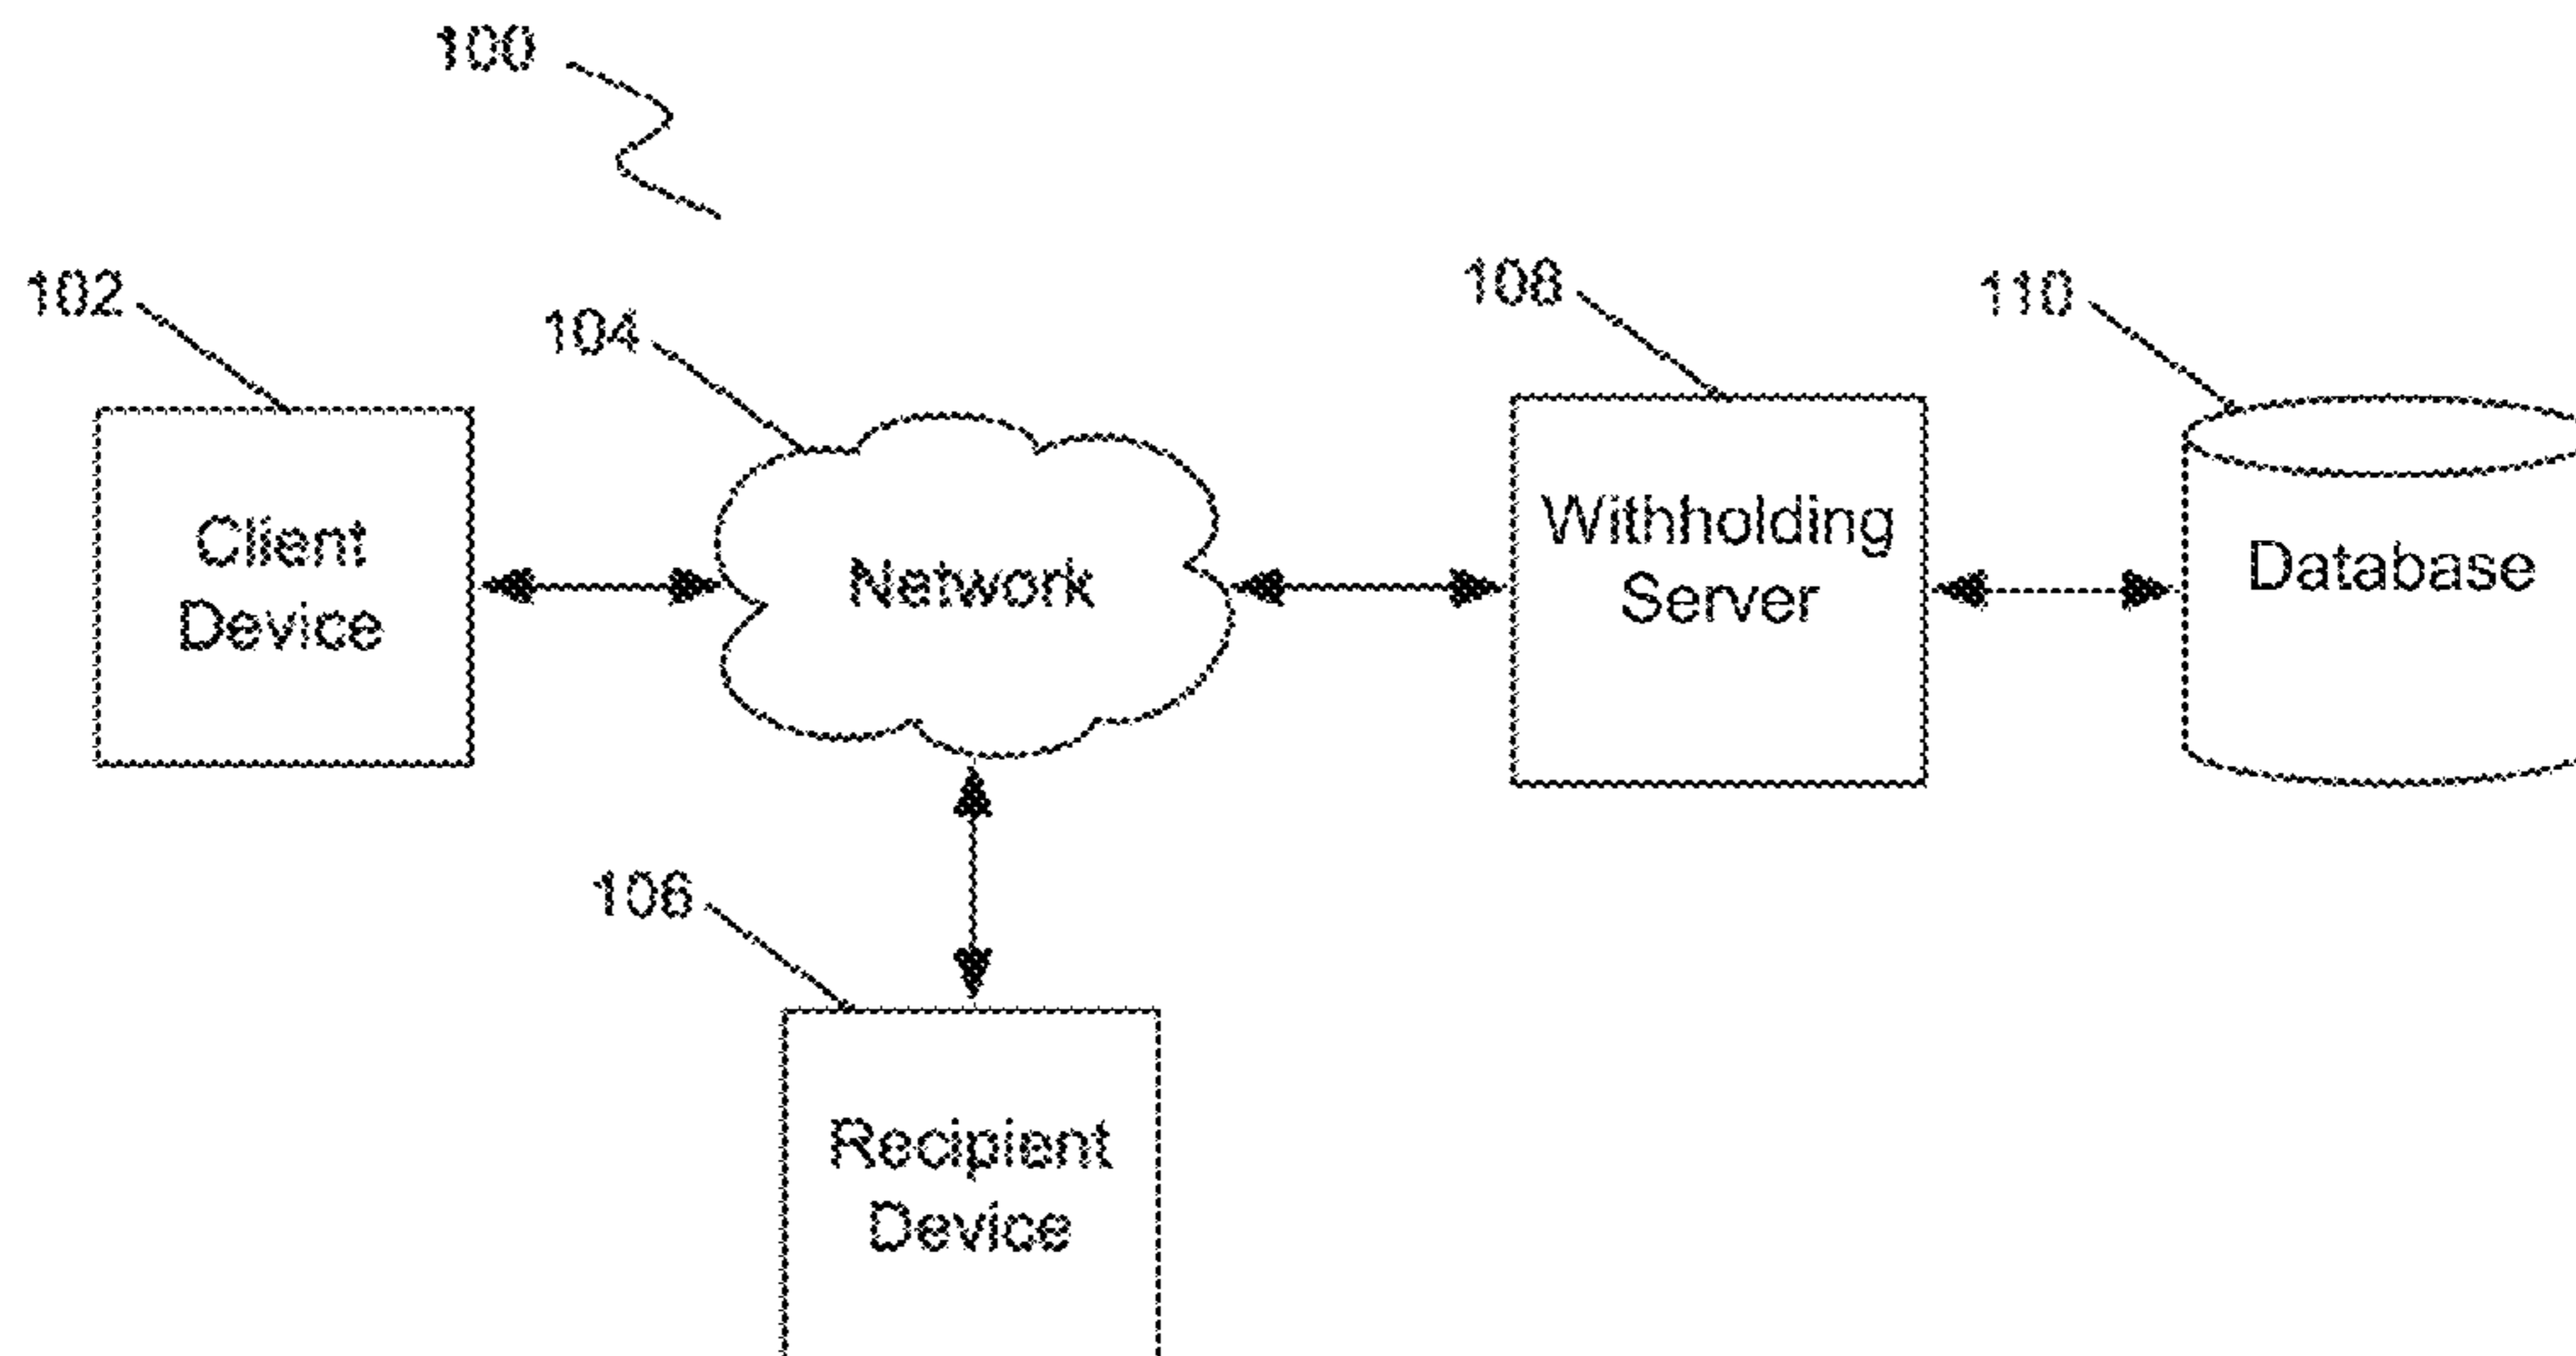 100
102
104
108
110
Client
Device
Network
Withholding
Server
Database
106
Recipient
Device